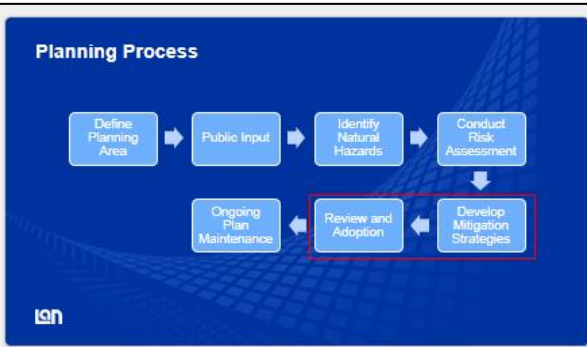 Planning Process
Define
Planning
Area
Public Input
Identify
Natural
Hazards
Conduct
Risk
Assessment
Develop
Mitigation
Strategies
Review and
Adoption
Ongoing
Plan
Maintenance
lan